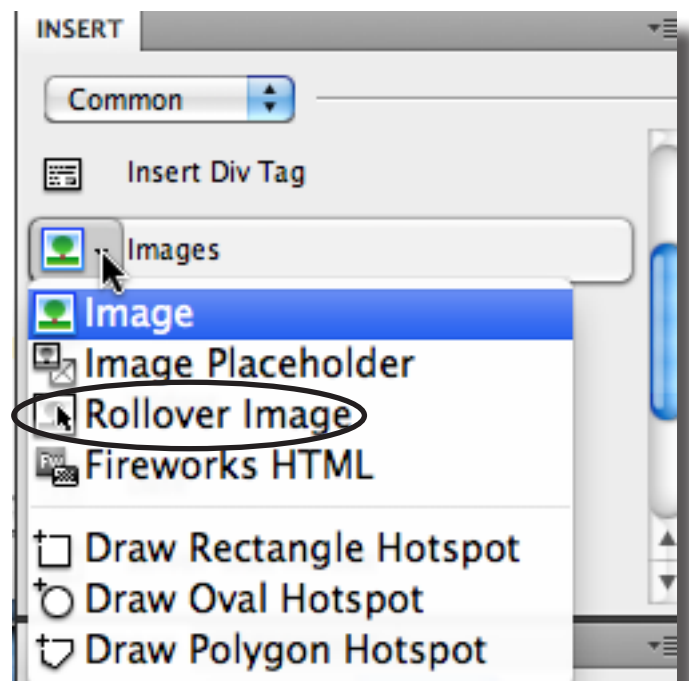 INSERT
Common
Insert Div Tag
Images
Image
Image Placeholder
Rollover Image
Fireworks HTML
Draw Rectangle Hotspot
Draw Oval Hotspot
Draw Polygon Hotspot